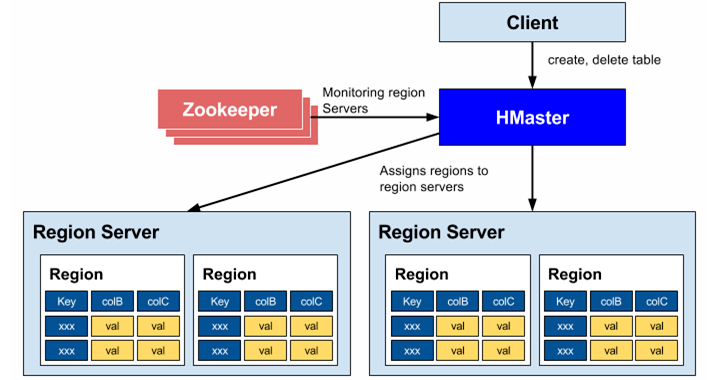 Client
create, delete table
Zookeeper
Monitoring region
Servers
HMaster
Assigns regions to
region servers
Region Server
Region
Key colB colC
xxx val val
xxx val val
Region
Key colB colC
xxx val val
xxx val val
Region Server
Region
Key colB colC
xxx val val
xxx val val
Region
Key colB colC
xxx val val
xxx val val